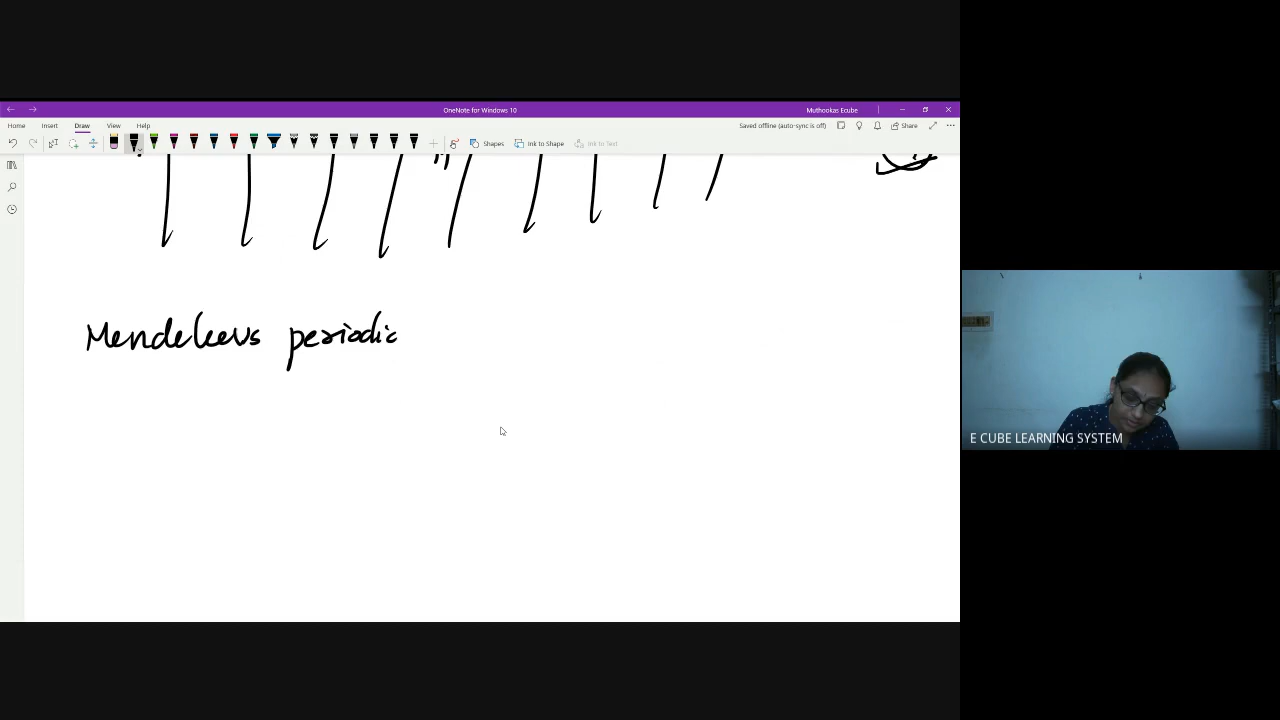 OneNote for Windows 10
Muthookas Ecube
Home Insert Draw View Help
Saved offline (auto-sync is off)
Share
Shapes
Ink to Shape
Ink to Text
Mendeleevs periodic
E CUBE LEARNING SYSTEM